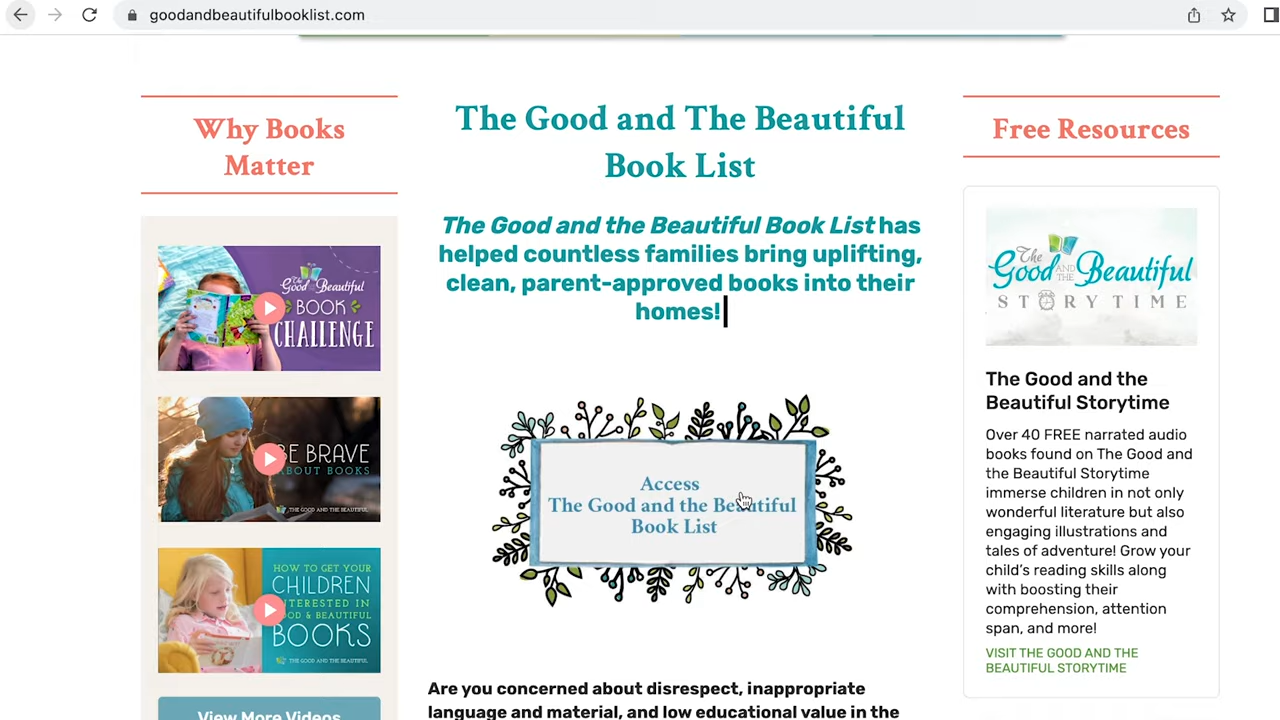 goodandbeautifulbooklist.com
Why Books
Matter
The
Good AND THE Beautiful
BOOK
CHALLENGE
BE BRAVE
ABOUT BOOKS
THE GOOD AND THE BEAUTIFUL
HOW TO GET YOUR
CHILDREN
INTERESTED IN
GOOD & BEAUTIFUL
BOOKS
THE GOOD AND THE BEAUTIFUL
View More Videos
The Good and The Beautiful
Book List
The Good and the Beautiful Book List has
helped countless families bring uplifting,
clean, parent-approved books into their
homes!
Access
The Good and the Beautiful
Book List
Are you concerned about disrespect, inappropriate
language and material, and low educational value in the
Free Resources
The
Good AND THE Beautiful
STORY TIME
The Good and the
Beautiful Storytime
Over 40 FREE narrated audio
books found on The Good and
the Beautiful Storytime
immerse children in not only
wonderful literature but also
engaging illustrations and
tales of adventure! Grow your
child's reading skills along
with boosting their
comprehension, attention
span, and more!
VISIT THE GOOD AND THE
BEAUTIFUL STORYTIME